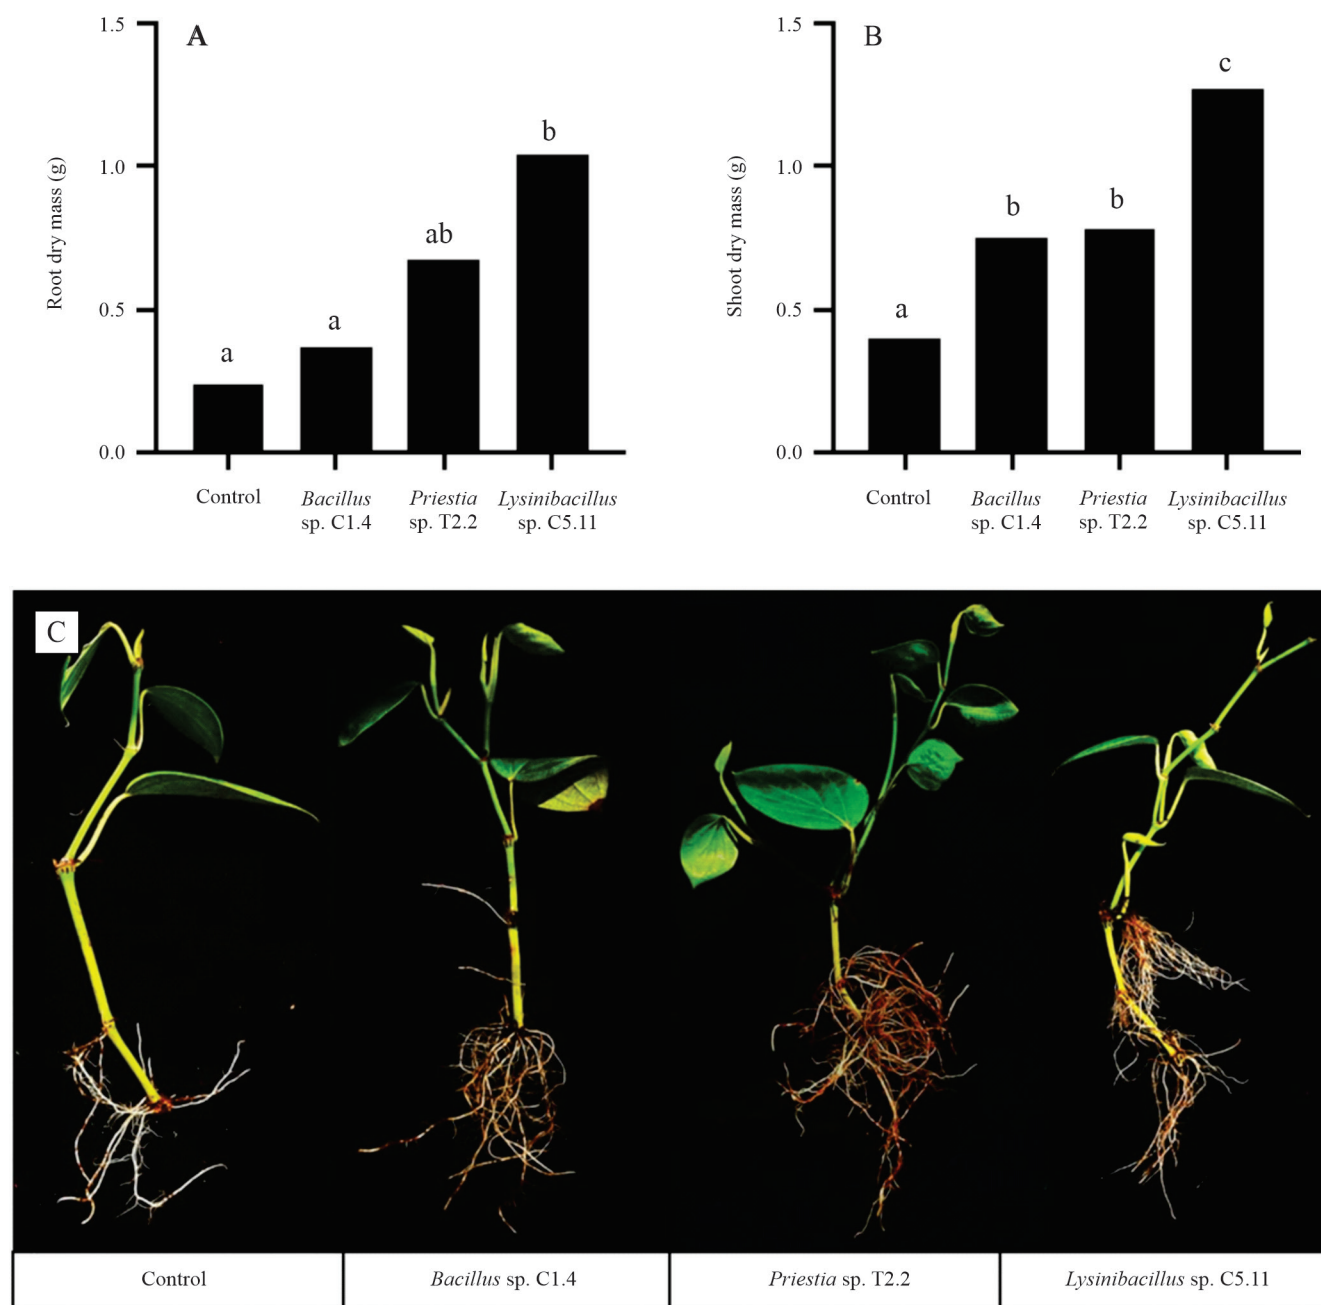 A
1.5
1.0
0.5
0.0
Root dry mass (g)
a
a
ab
b
Control
Bacillus
sp. C1.4
Priestia
sp. T2.2
Lysinibacillus
sp. C5.11
B
1.5
1.0
0.5
0.0
Shoot dry mass (g)
a
b
b
c
Control
Bacillus
sp. C1.4
Priestia
sp. T2.2
Lysinibacillus
sp. C5.11
C
Control
Bacillus sp. C1.4
Priestia sp. T2.2
Lysinibacillus sp. C5.11